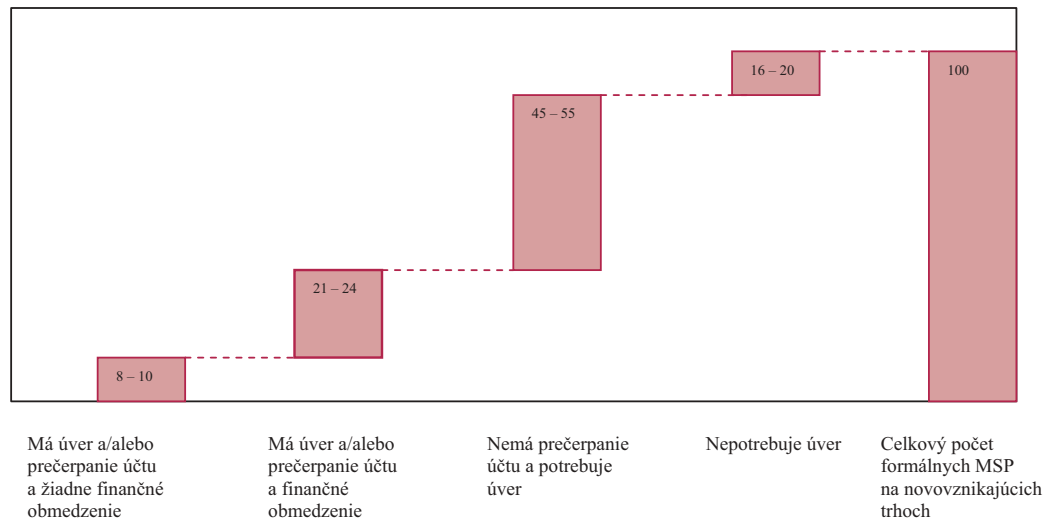 16 – 20
100
45 – 55
21 – 24
8 – 10
Má úver a/alebo
prečerpanie účtu
a žiadne finančné
obmedzenie
Má úver a/alebo
prečerpanie účtu
a finančné
obmedzenie
Nemá prečerpanie
účtu a potrebuje
úver
Nepotrebuje úver
Celkový počet
formálnych MSP
na novovznikajúcich
trhoch